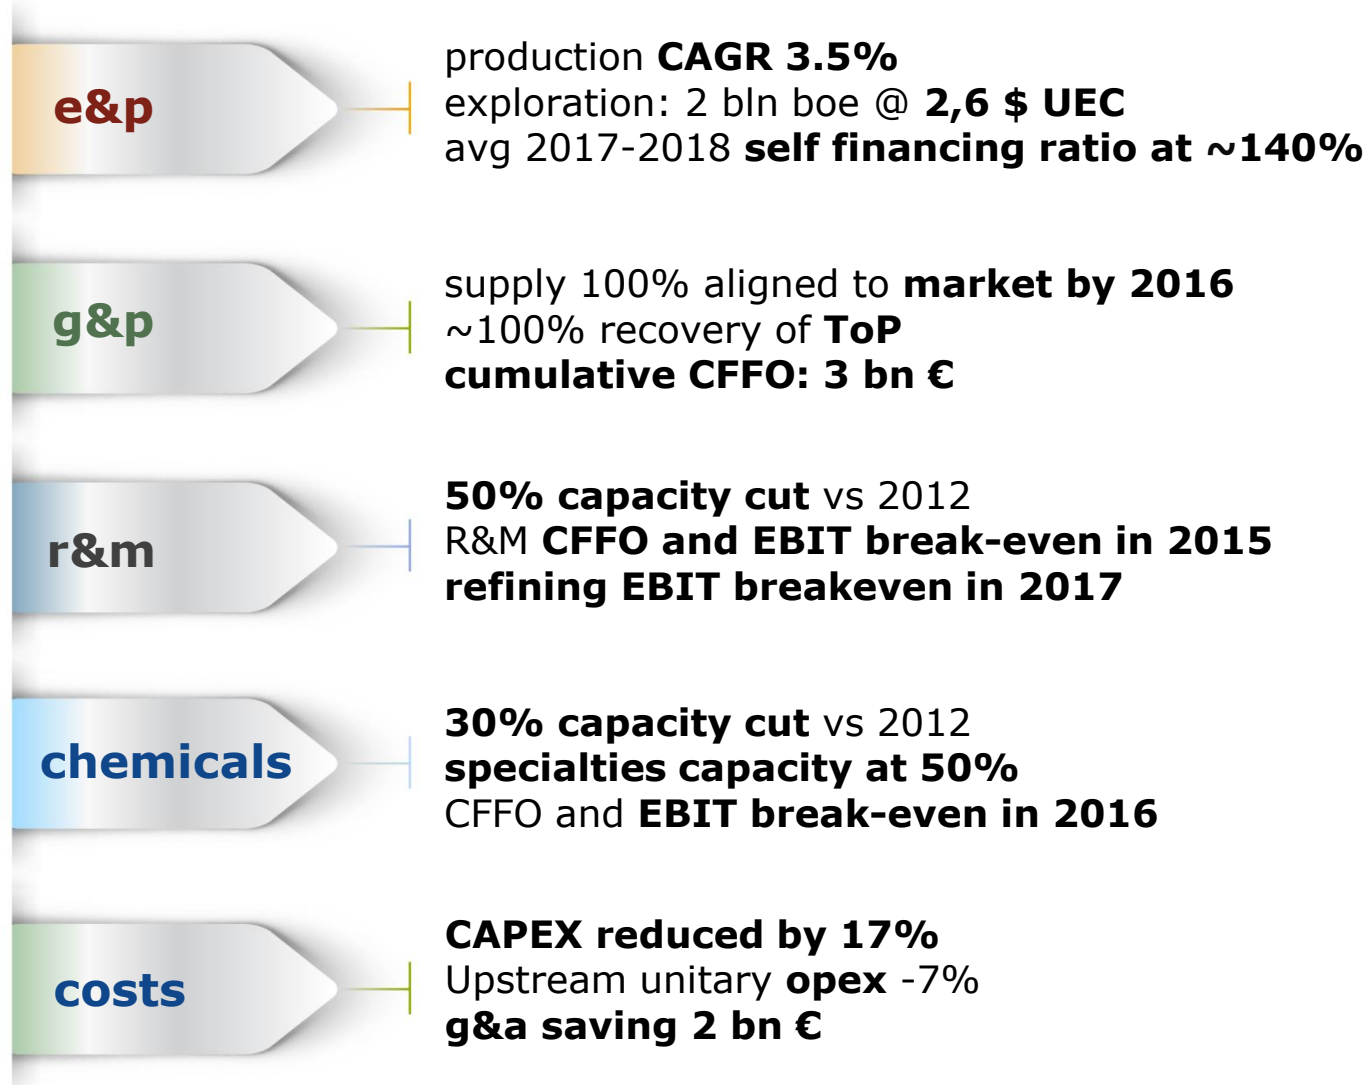 e&p
production CAGR 3.5%
exploration: 2 bln boe @ 2,6 $ UEC
avg 2017-2018 self financing ratio at ~140%
g&p
supply 100% aligned to market by 2016
~100% recovery of ToP
cumulative CFFO: 3 bn €
r&m
50% capacity cut vs 2012
R&M CFFO and EBIT break-even in 2015
refining EBIT breakeven in 2017
chemicals
30% capacity cut vs 2012
specialties capacity at 50%
CFFO and EBIT break-even in 2016
costs
CAPEX reduced by 17%
Upstream unitary opex -7%
g&a saving 2 bn €